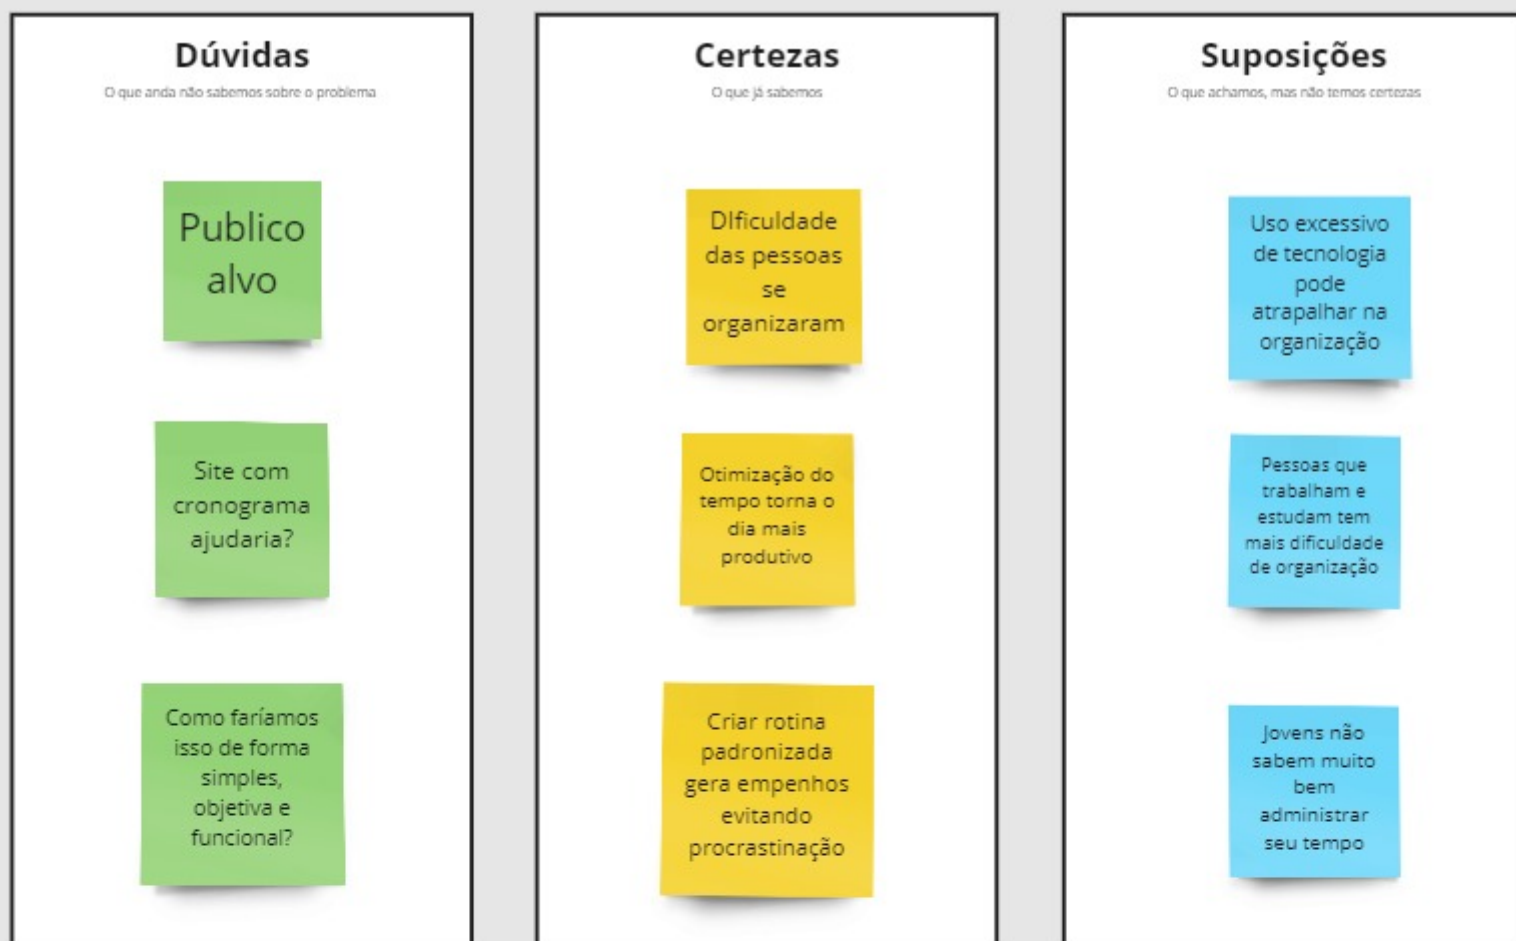 Dúvidas
O que anda não sabemos sobre o problema
Publico
alvo
Site com
cronograma
ajudaria?
Como faríamos
isso de forma
simples,
objetiva e
funcional?
Certezas
O que já sabemos
DIficuldade
das pessoas
se
organizaram
Otimização do
tempo torna o
dia mais
produtivo
Criar rotina
padronizada
gera empenhos
evitando
procrastinação
Suposições
O que achamos, mas não temos certezas
Uso excessivo
de tecnologia
pode
atrapalhar na
organização
Pessoas que
trabalham e
estudam tem
mais dificuldade
de organização
Jovens não
sabem muito
bem
administrar
seu tempo